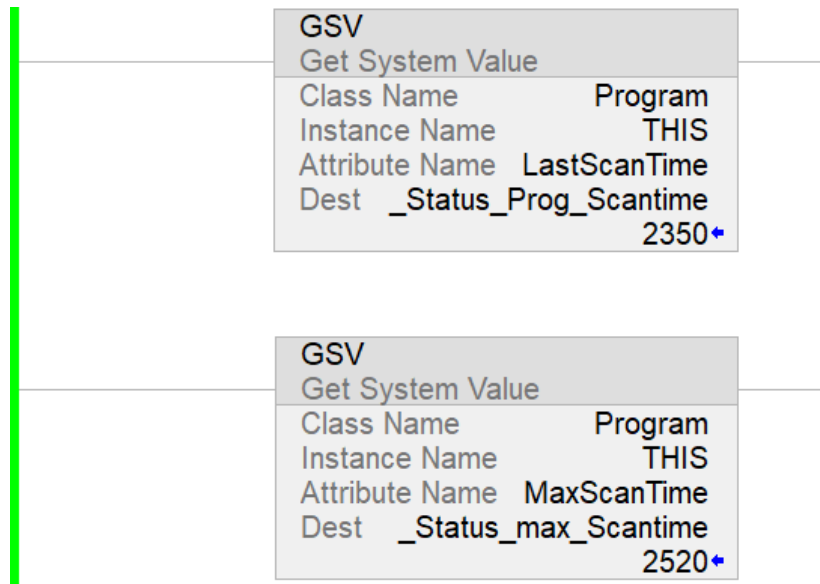 GSV
Get System Value
Class Name Program
Instance Name THIS
Attribute Name LastScanTime
Dest _Status_Prog_Scantime
2350
GSV
Get System Value
Class Name Program
Instance Name THIS
Attribute Name MaxScanTime
Dest _Status_max_Scantime
2520